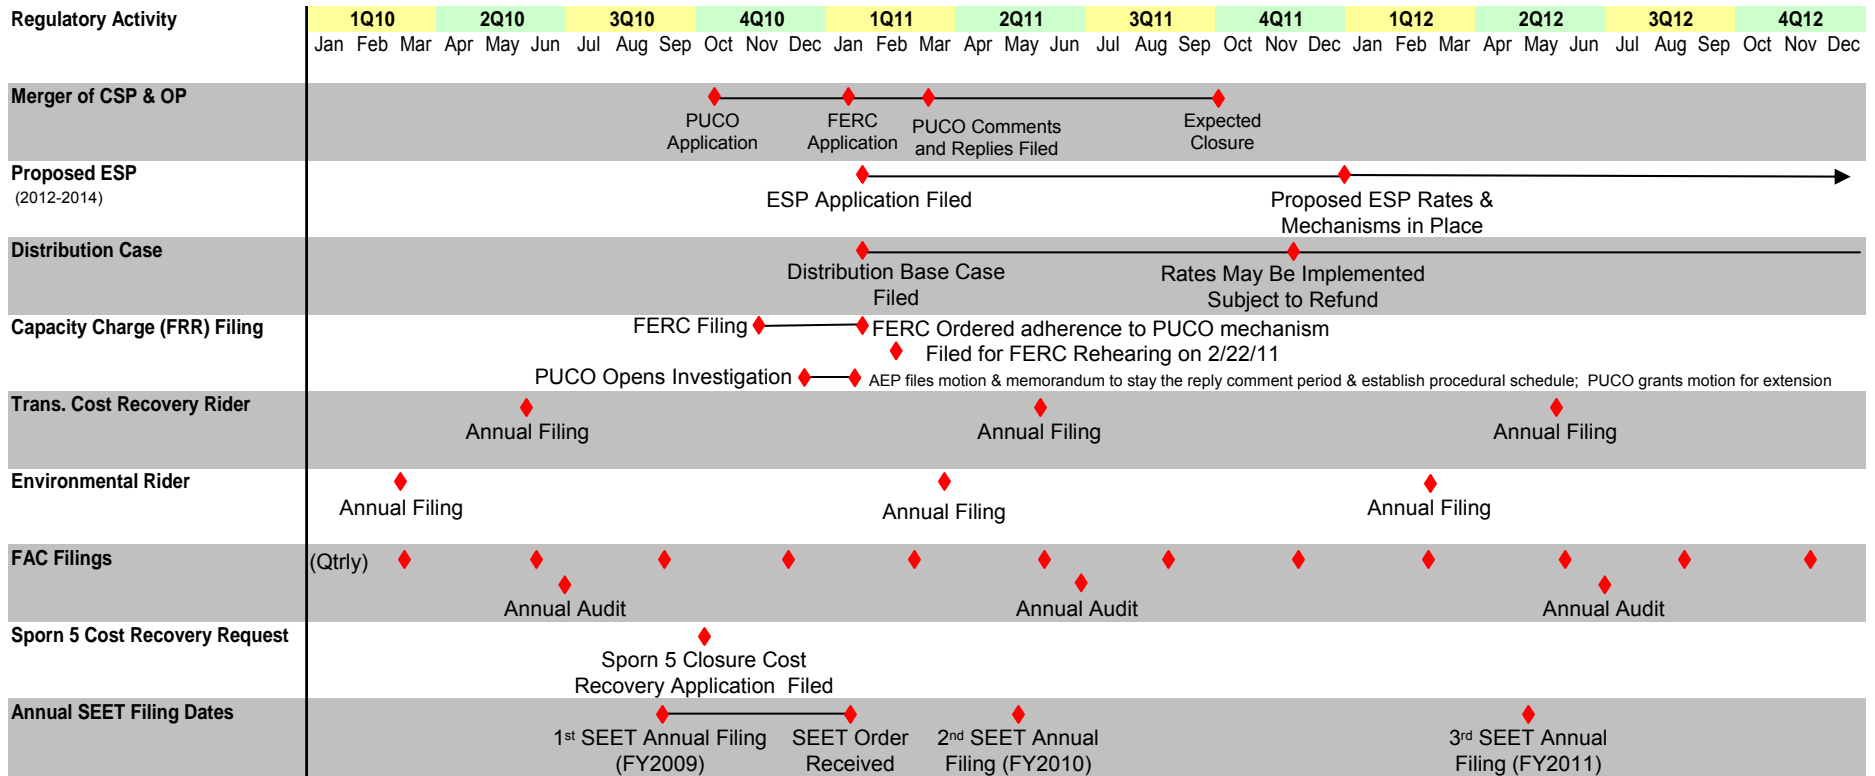 Regulatory Activity
1Q10 2Q10 3Q10 4Q10 1Q11 2Q11 3Q11 4Q11 1Q12 2Q12 3Q12 4Q12
Jan Feb Mar Apr May Jun Jul Aug Sep Oct Nov Dec Jan Feb Mar Apr May Jun Jul Aug Sep Oct Nov Dec Jan Feb Mar Apr May Jun Jul Aug Sep Oct Nov Dec
Merger of CSP & OP
PUCO
Application
FERC
Application
PUCO Comments
and Replies Filed
Expected
Closure
Proposed ESP
(2012-2014)
ESP Application Filed
Proposed ESP Rates &
Mechanisms in Place
Distribution Case
Distribution Base Case
Filed
Rates May Be Implemented
Subject to Refund
Capacity Charge (FRR) Filing
FERC Filing
FERC Ordered adherence to PUCO mechanism
Filed for FERC Rehearing on 2/22/11
PUCO Opens Investigation
AEP files motion & memorandum to stay the reply comment period & establish procedural schedule; PUCO grants motion for extension
Trans. Cost Recovery Rider
Annual Filing
Annual Filing
Annual Filing
Environmental Rider
Annual Filing
Annual Filing
Annual Filing
FAC Filings
(Qtrly)
Annual Audit
Annual Audit
Annual Audit
Sporn 5 Cost Recovery Request
Sporn 5 Closure Cost
Recovery Application Filed
Annual SEET Filing Dates
1st SEET Annual Filing
(FY2009)
SEET Order
Received
2nd SEET Annual
Filing (FY2010)
3rd SEET Annual
Filing (FY2011)